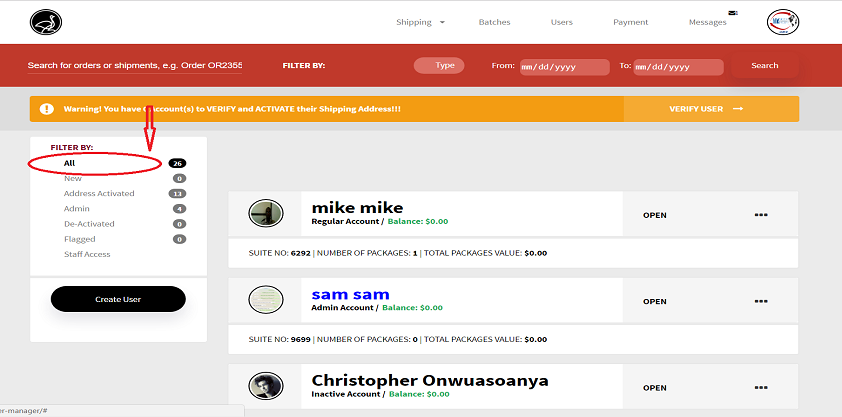 Shipping Batches Users Payment Messages
Search for orders or shipments, e.g. Order OR2355
FILTER BY: Type From: mm/dd/yyyy To: mm/dd/yyyy Search
Warning! You have account(s) to VERIFY and ACTIVATE their Shipping Address!!! VERIFY USER
FILTER BY:
All 26
New 0
Address Activated 13
Admin 4
De-Activated 0
Flagged 0
Staff Access
Create User
mike mike
Regular Account / Balance: $0.00
OPEN
SUITE NO: 6292 | NUMBER OF PACKAGES: 1 | TOTAL PACKAGES VALUE: $0.00
sam sam
Admin Account / Balance: $0.00
OPEN
SUITE NO: 9699 | NUMBER OF PACKAGES: 0 | TOTAL PACKAGES VALUE: $0.00
Christopher Onwuasoanya
Inactive Account / Balance: $0.00
OPEN
er-manager/#